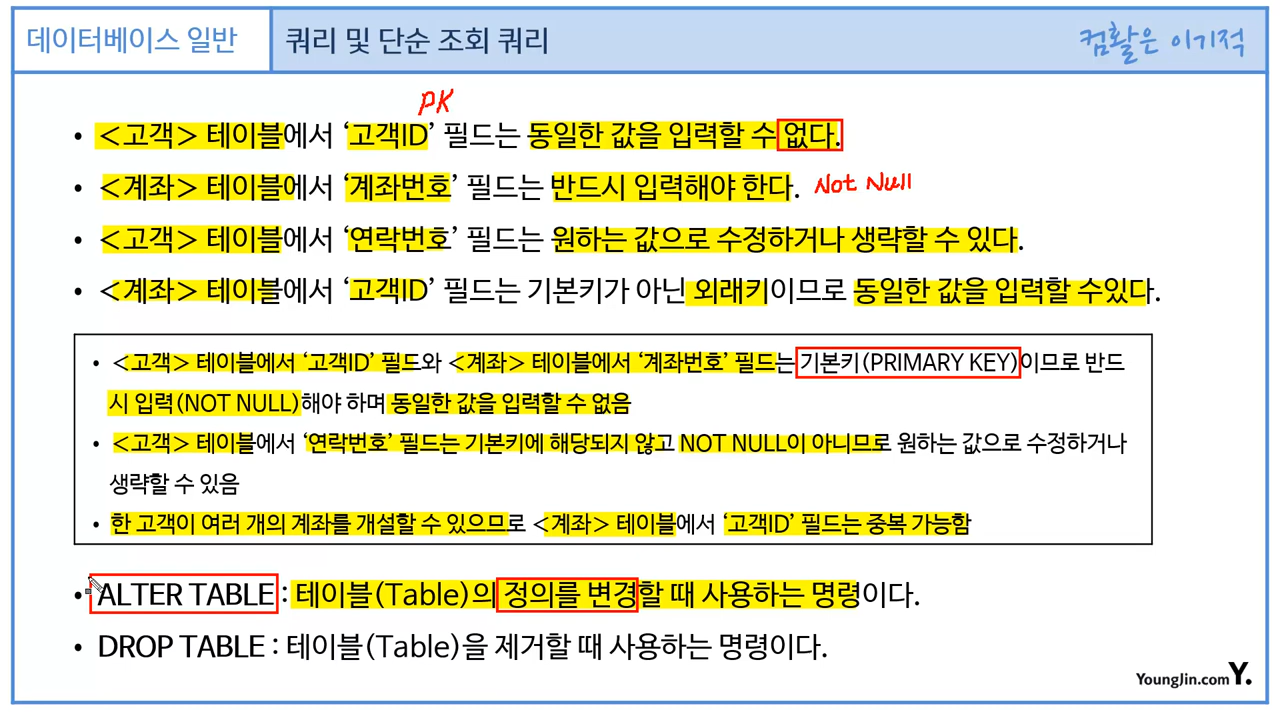 데이터베이스 일반
쿼리 및 단순 조회 쿼리
컴활은 이기적
PK
• <고객> 테이블에서 ‘고객ID’ 필드는 동일한 값을 입력할 수 없다.
• <계좌> 테이블에서 ‘계좌번호’ 필드는 반드시 입력해야 한다. Not Null
• <고객> 테이블에서 ‘연락번호’ 필드는 원하는 값으로 수정하거나 생략할 수 있다.
• <계좌> 테이블에서 ‘고객ID’ 필드는 기본키가 아닌 외래키이므로 동일한 값을 입력할 수있다.
• <고객> 테이블에서 ‘고객ID’ 필드와 <계좌> 테이블에서 ‘계좌번호’ 필드는 기본키(PRIMARY KEY)이므로 반드
시 입력(NOT NULL)해야 하며 동일한 값을 입력할 수 없음
• <고객> 테이블에서 ‘연락번호’ 필드는 기본키에 해당되지 않고 NOT NULL이 아니므로 원하는 값으로 수정하거나
생략할 수 있음
• 한 고객이 여러 개의 계좌를 개설할 수 있으므로 <계좌> 테이블에서 ‘고객ID’ 필드는 중복 가능함
• ALTER TABLE : 테이블(Table)의 정의를 변경할 때 사용하는 명령이다.
• DROP TABLE : 테이블(Table)을 제거할 때 사용하는 명령이다.
YoungJin.com Y.